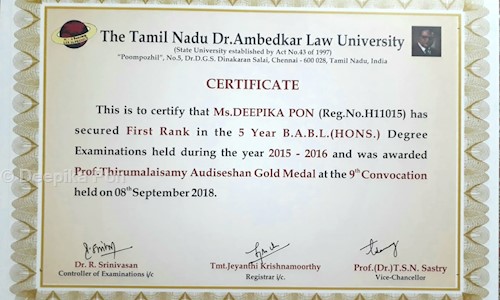 The Tamil Nadu Dr.Ambedkar Law University
(State University established by Act No.43 of 1997)
"Poompozhil", No.5, Dr.D.G.S. Dinakaran Salai, Chennai - 600 028, Tamil Nadu, India
CERTIFICATE
This is to certify that Ms.DEEPIKA PON (Reg.No.H11015) has
secured First Rank in the 5 Year B.A.B.L.(HONS.) Degree
Examinations held during the year 2015 - 2016 and was awarded
Prof.Thirumalaisamy Audiseshan Gold Medal at the 9th Convocation
held on 08th September 2018.
© Deepika Pon
Dr. R. Srinivasan
Controller of Examinations i/c.
Tmt.Jeyanthi Krishnamoorthy
Registrar i/c.
Prof.(Dr.)T.S.N. Sastry
Vice-Chancellor